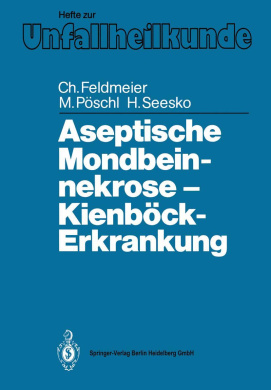 Hefte zur
Unfallheilkunde
Ch. Feldmeier
M. Pöschl H. Seesko
Aseptische
Mondbein-
nekrose –
Kienböck-
Erkrankung
Springer-Verlag Berlin Heidelberg GmbH